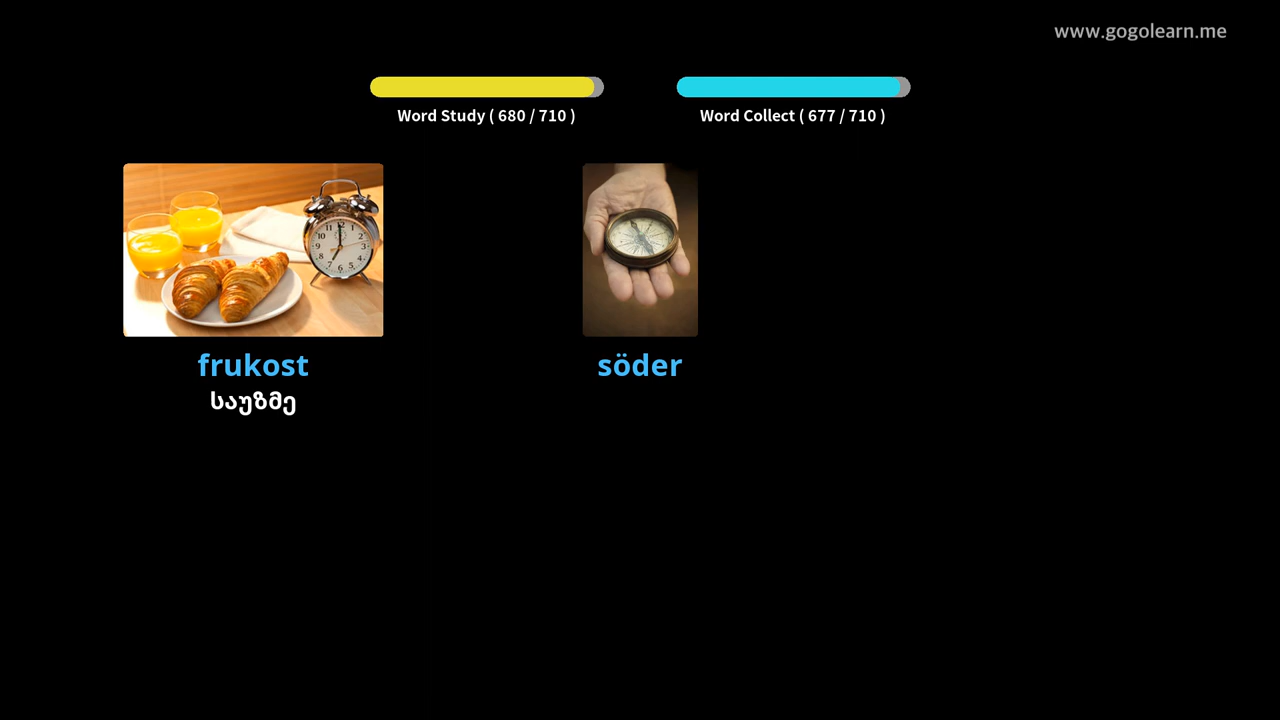 www.gogolearn.me
Word Study ( 680 / 710 )
Word Collect ( 677 / 710 )
frukost
საუზმე
söder